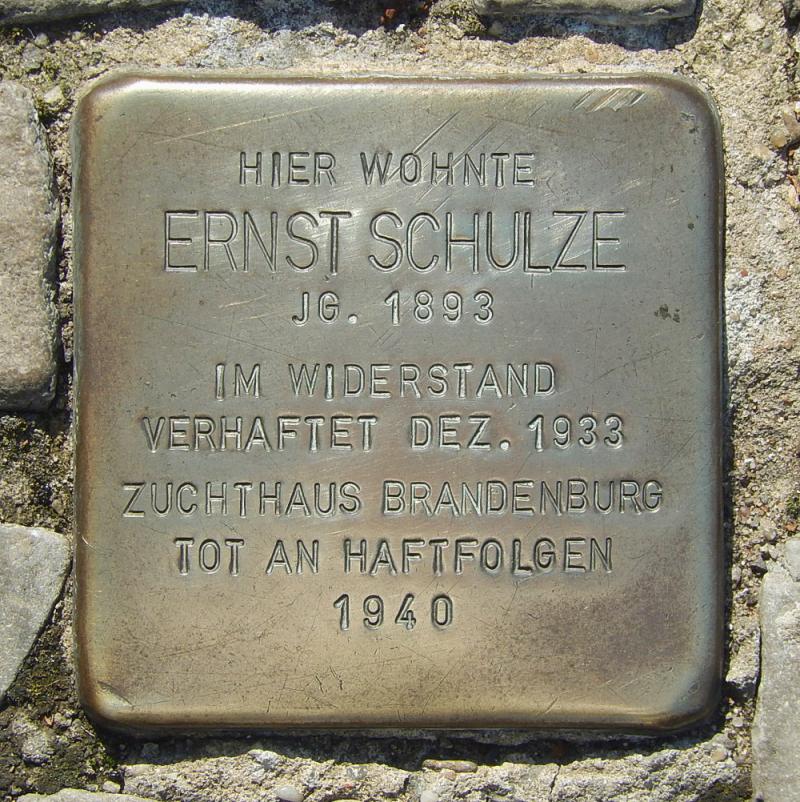 HIER WOHNTE
ERNST SCHULZE
JG. 1893
IM WIDERSTAND
VERHAFTET DEZ. 1933
ZUCHTHAUS BRANDENBURG
TOT AN HAFTFOLGEN
1940